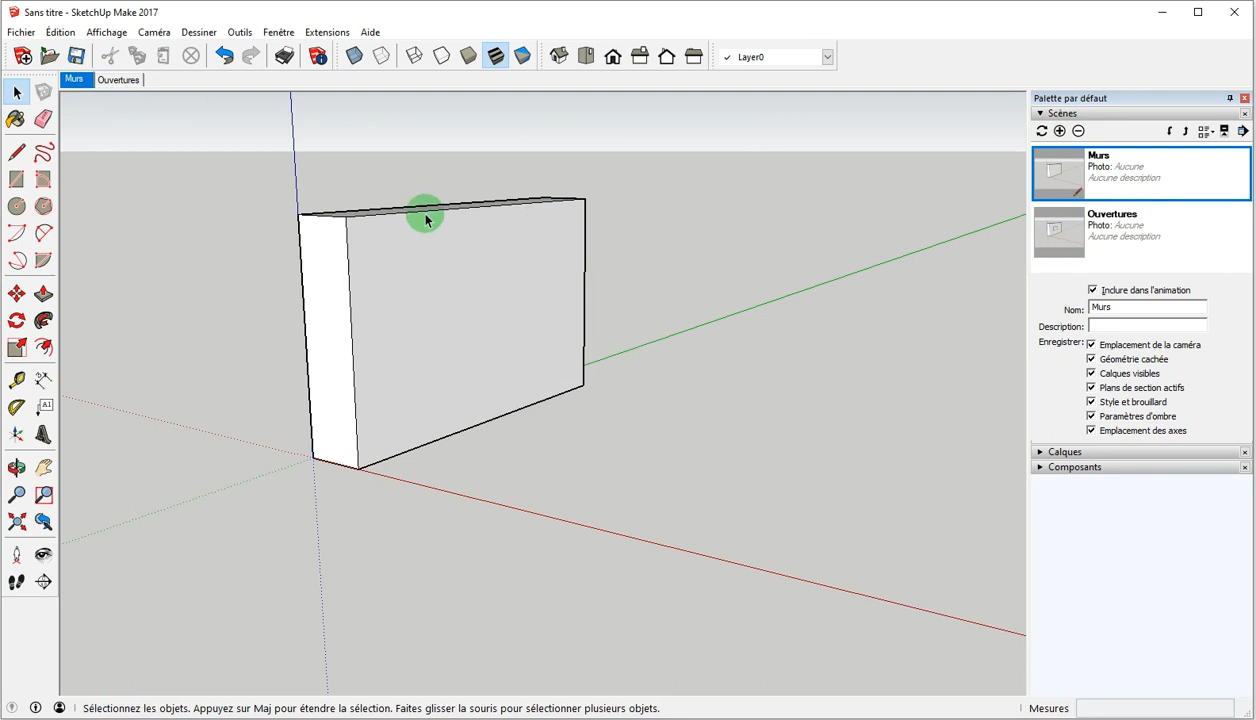 Sans titre - SketchUp Make 2017
Fichier Édition Affichage Caméra Dessiner Outils Fenêtre Extensions Aide
Layer0
Murs Ouvertures
Palette par défaut
Scènes
Murs
Photo: Aucune
Aucune description
Ouvertures
Photo: Aucune
Aucune description
Inclure dans l'animation
Nom: Murs
Description:
Enregistrer: Emplacement de la caméra
Géométrie cachée
Calques visibles
Plans de section actifs
Style et brouillard
Paramètres d'ombre
Emplacement des axes
Calques
Composants
A1
Sélectionnez les objets. Appuyez sur Maj pour étendre la sélection. Faites glisser la souris pour sélectionner plusieurs objets.
Mesures